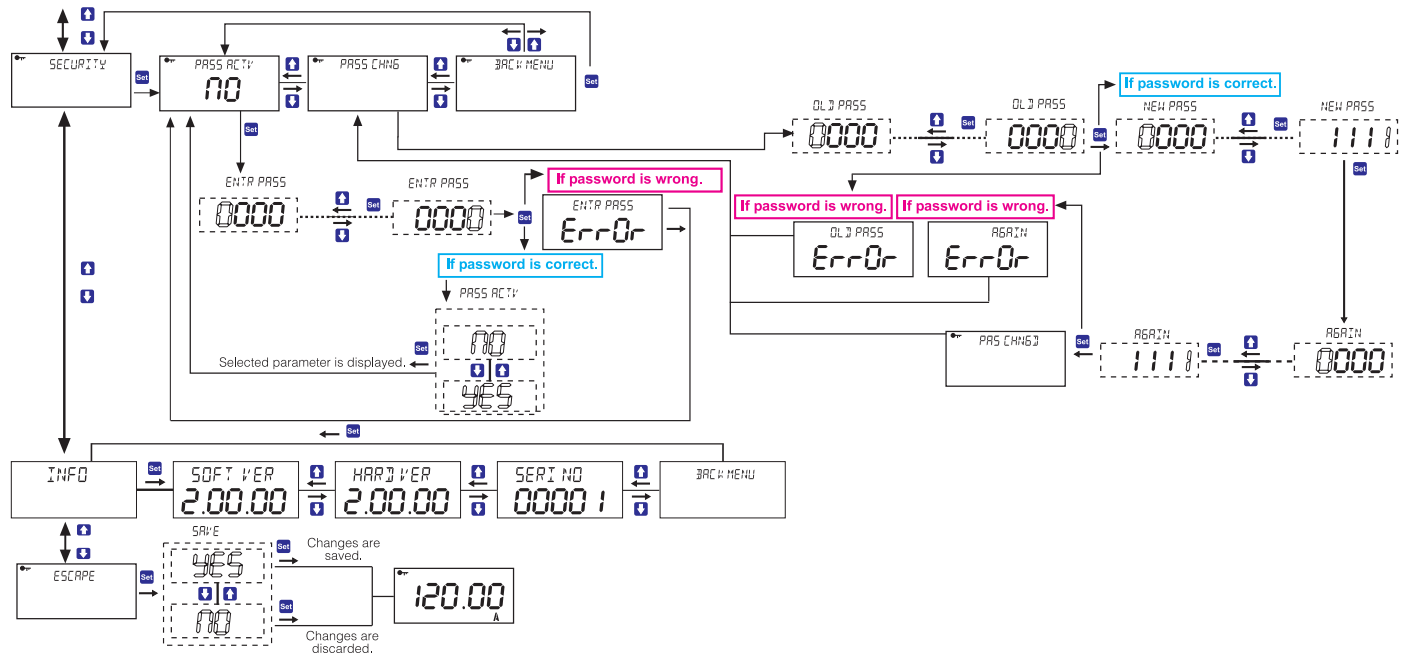 SECURITY
Set
PASS ACTV
no
PASS CHNG
BACK MENU
Set
Set
ENTR PASS
0000
Set
ENTR PASS
0000
Set
If password is wrong.
ENTR PASS
Err0r
If password is correct.
PASS ACTV
no
YES
Set
Selected parameter is displayed.
OLD PASS
0000
Set
OLD PASS
0000
Set
If password is correct.
NEW PASS
0000
Set
NEW PASS
1111
Set
If password is wrong.
If password is wrong.
OLD PASS
Err0r
AGAIN
Err0r
PAS CHNGD
Set
AGAIN
1111
Set
AGAIN
0000
Set
INFO
Set
SOFT VER
2.00.00
HARD VER
2.00.00
SERI NO
00001
BACK MENU
ESCAPE
Set
SAVE
YES
no
Set
Changes are
saved.
Set
Changes are
discarded.
120.00
A